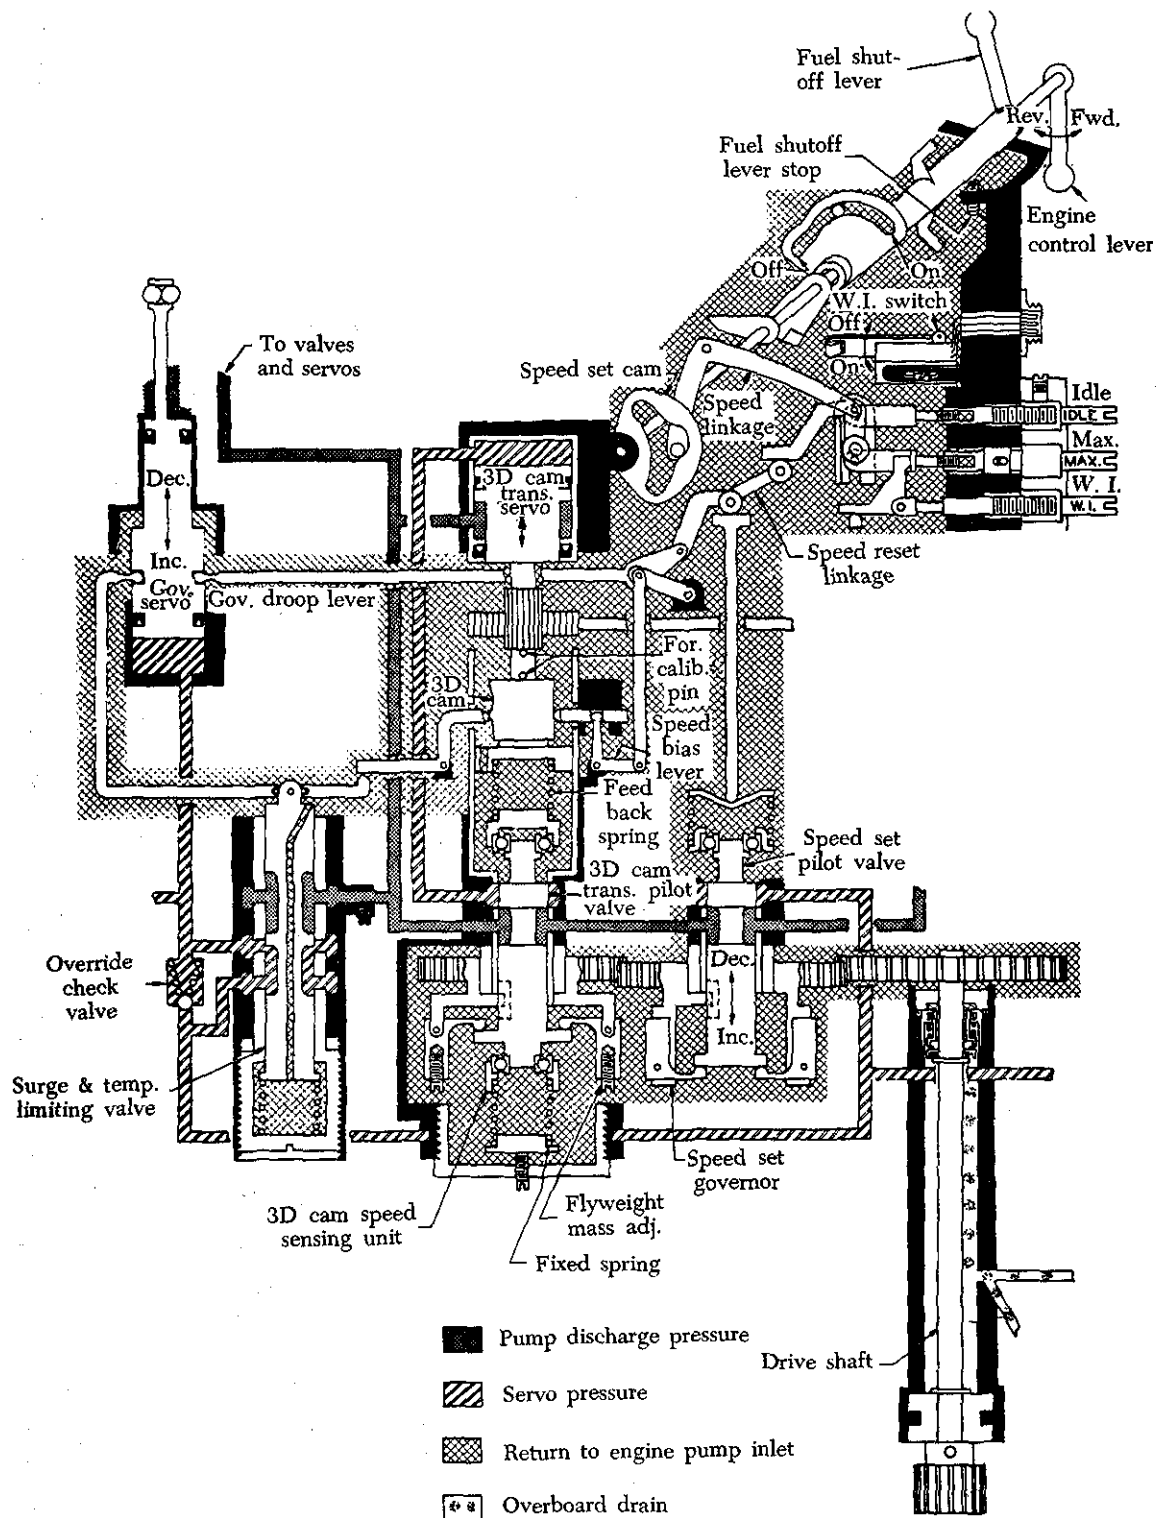 Fuel shut-
off lever
Rev.
Fwd.
Fuel shutoff
lever stop
Engine
control lever
Off
On
W.I. switch
Off
On
To valves
and servos
Speed set cam
Speed
linkage
Idle
IDLE
Max.
MAX.
W. I.
W.I.
Dec.
3D cam
trans.
servo
Inc.
Gov.
servo
Gov. droop lever
Speed reset
linkage
For.
calib.
pin
3D
cam
Speed
bias
lever
Feed
back
spring
Speed set
pilot valve
3D cam
trans. pilot
valve
Override
check
valve
Dec.
Inc.
Surge & temp.
limiting valve
Speed set
governor
3D cam speed
sensing unit
Flyweight
mass adj.
Fixed spring
Pump discharge pressure
Drive shaft
Servo pressure
Return to engine pump inlet
Overboard drain